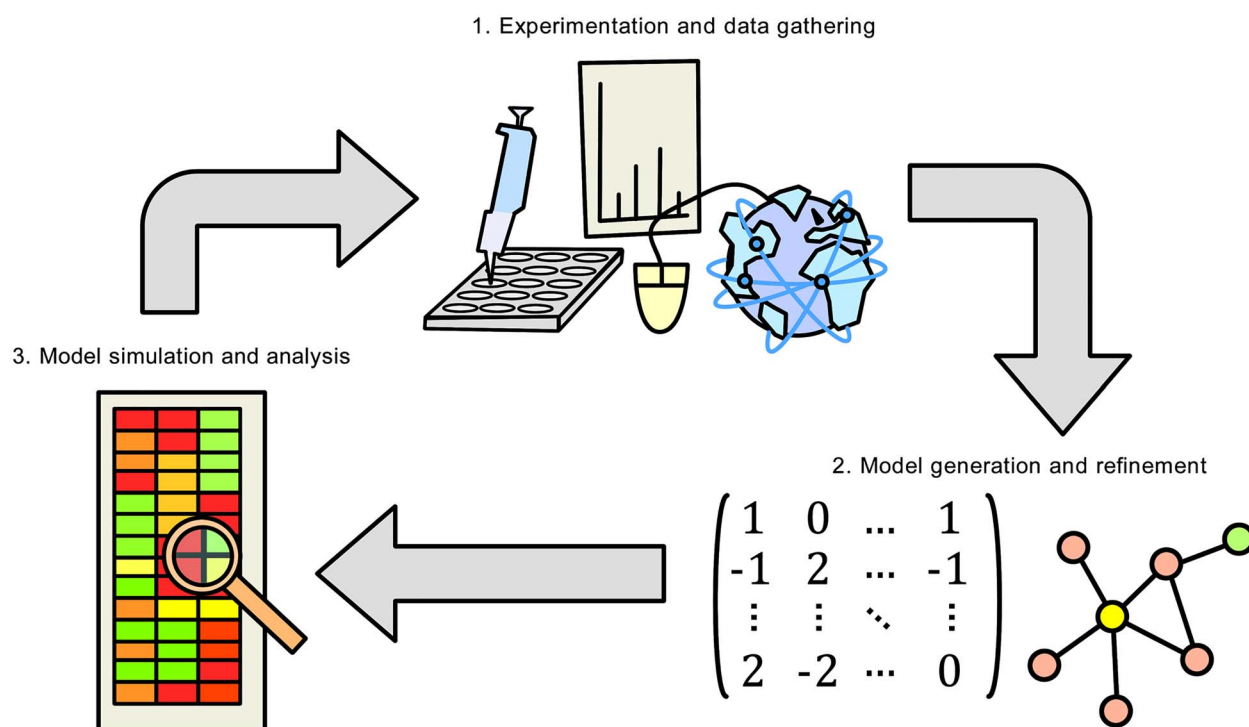 1. Experimentation and data gathering
3. Model simulation and analysis
2. Model generation and refinement
1 0 ... 1
-1 2 ... -1
⋮ ⋮ ⋱ ⋮
2 -2 ... 0